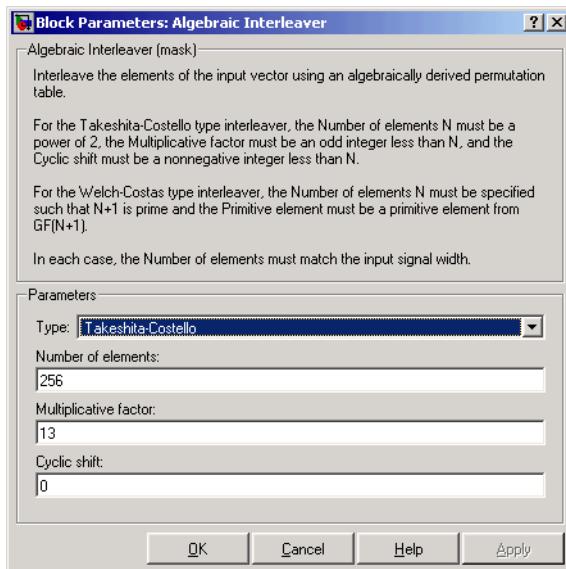 Block Parameters: Algebraic Interleaver
Algebraic Interleaver (mask)
Interleave the elements of the input vector using an algebraically derived permutation
table.
For the Takeshita-Costello type interleaver, the Number of elements N must be a
power of 2, the Multiplicative factor must be an odd integer less than N, and the
Cyclic shift must be a nonnegative integer less than N.
For the Welch-Costas type interleaver, the Number of elements N must be specified
such that N+1 is prime and the Primitive element must be a primitive element from
GF(N+1).
In each case, the Number of elements must match the input signal width.
Parameters
Type: Takeshita-Costello
Number of elements:
256
Multiplicative factor:
13
Cyclic shift:
0
OK Cancel Help Apply